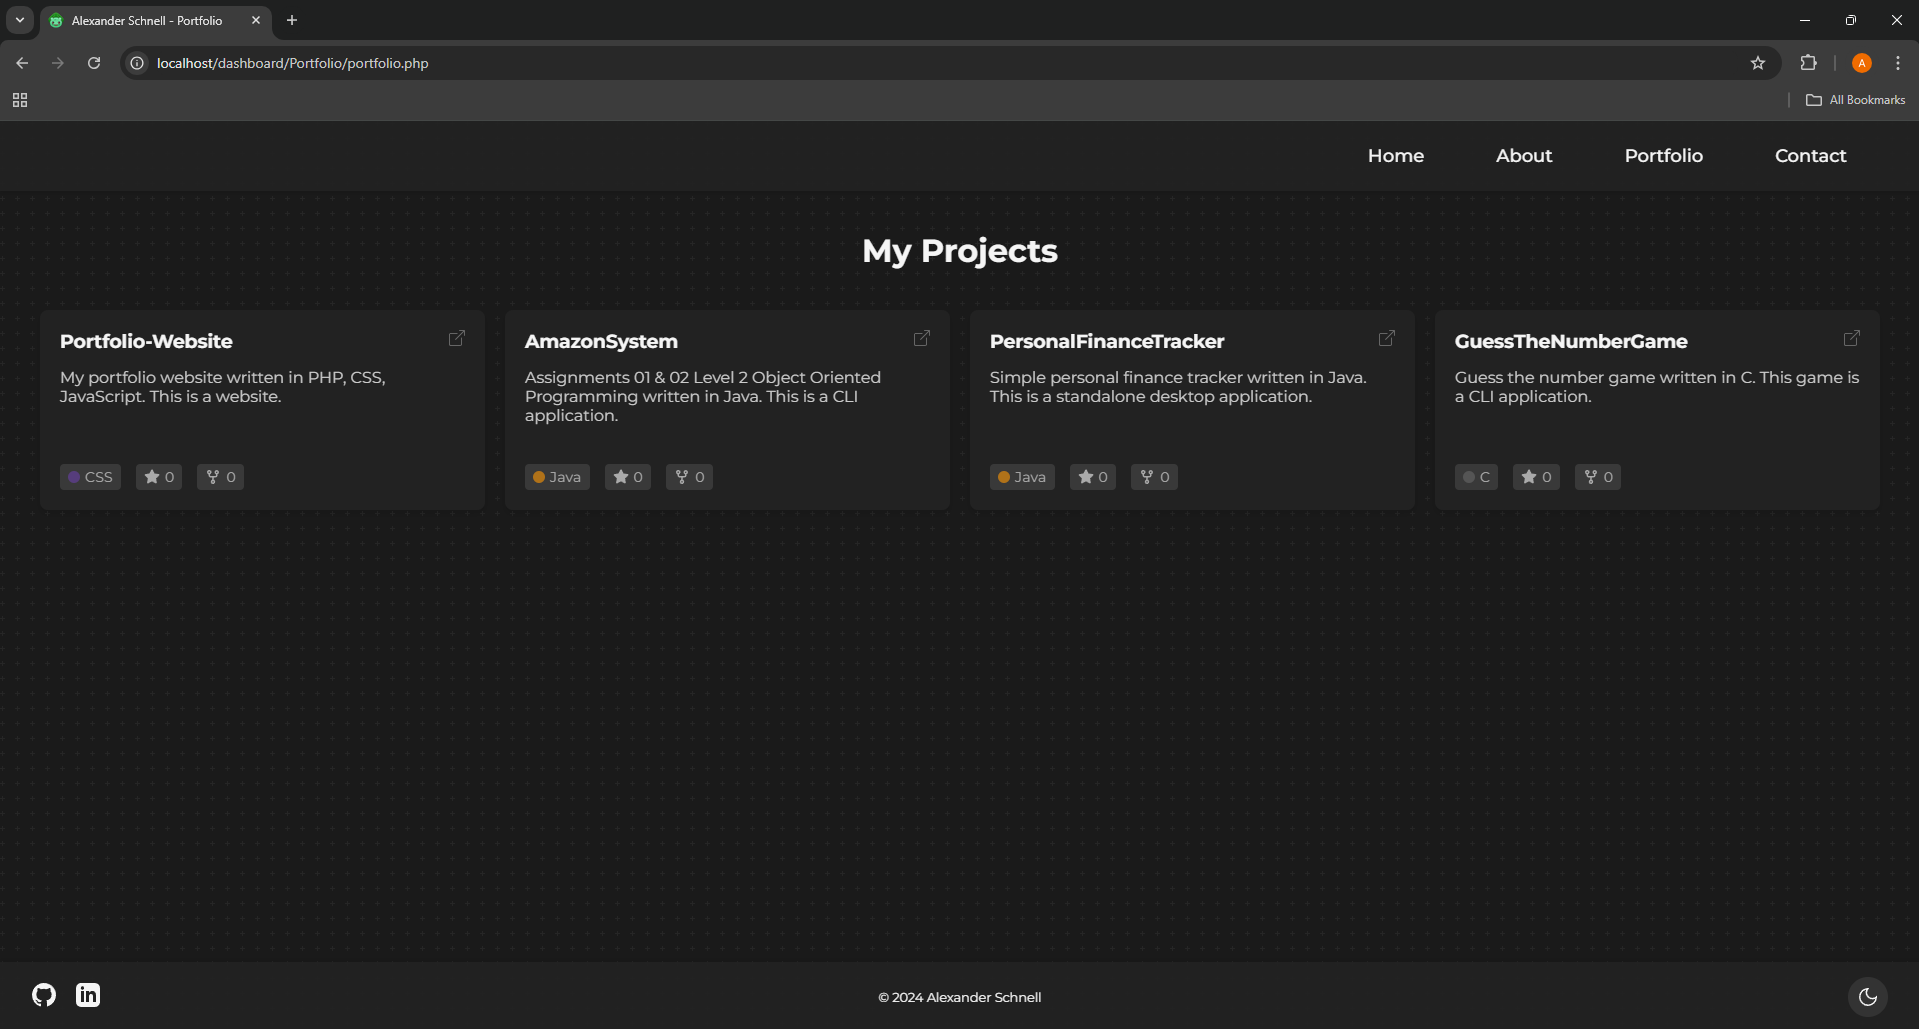 Alexander Schnell - Portfolio
localhost/dashboard/Portfolio/portfolio.php
A
All Bookmarks
Home About Portfolio Contact
My Projects
Portfolio-Website
My portfolio website written in PHP, CSS,
JavaScript. This is a website.
CSS 0 0
AmazonSystem
Assignments 01 & 02 Level 2 Object Oriented
Programming written in Java. This is a CLI
application.
Java 0 0
PersonalFinanceTracker
Simple personal finance tracker written in Java.
This is a standalone desktop application.
Java 0 0
GuessTheNumberGame
Guess the number game written in C. This game is
a CLI application.
C 0 0
in
© 2024 Alexander Schnell